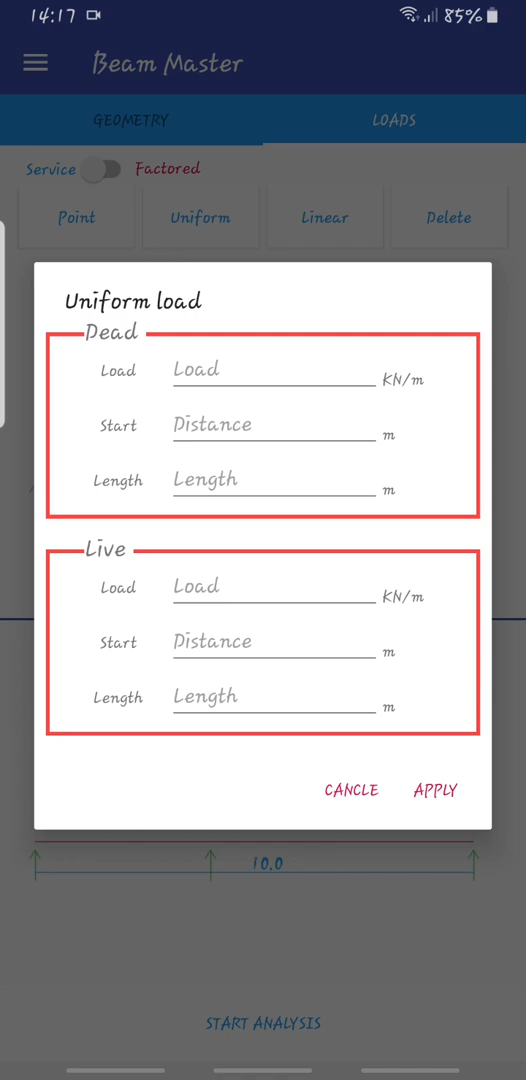 14:17 85%
Beam Master
GEOMETRY LOADS
Service Factored
Point Uniform Linear Delete
Uniform load
Dead
Load Load KN/m
Start Distance m
Length Length m
Live
Load Load KN/m
Start Distance m
Length Length m
CANCLE APPLY
10.0
START ANALYSIS